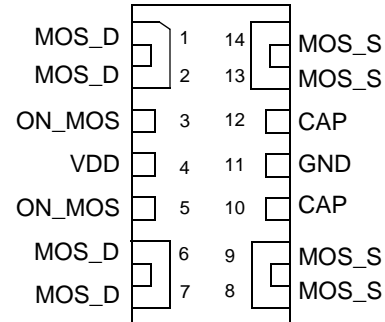 MOS_D 1 14 MOS_S
MOS_D 2 13 MOS_S
ON_MOS 3 12 CAP
VDD 4 11 GND
ON_MOS 5 10 CAP
MOS_D 6 9 MOS_S
MOS_D 7 8 MOS_S